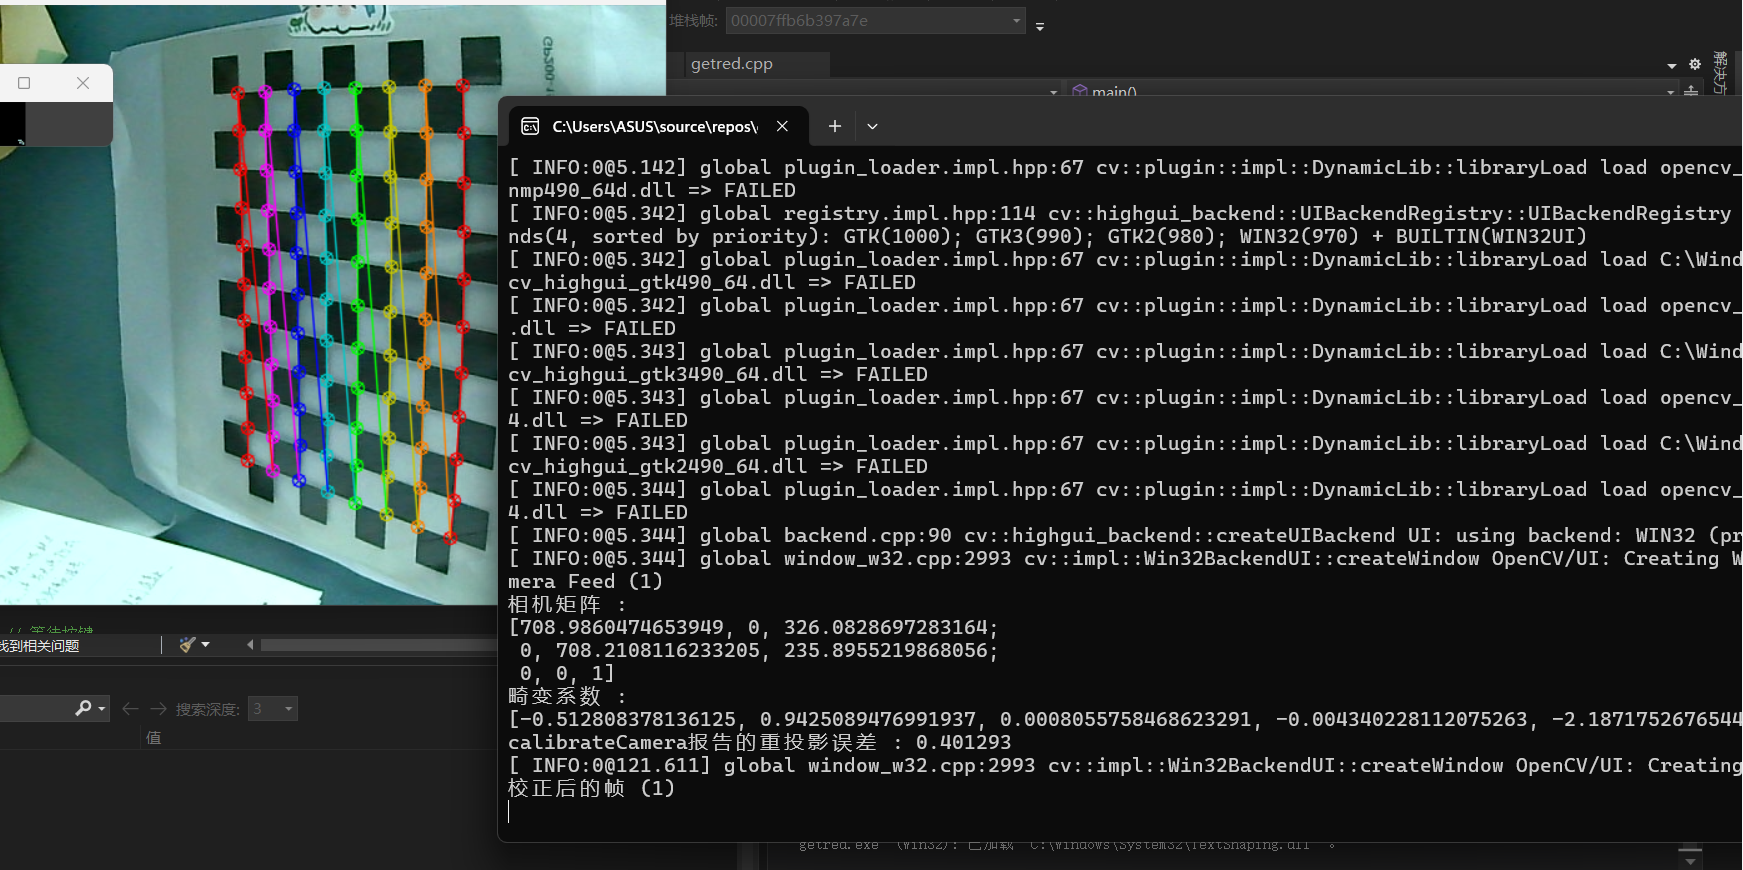 堆栈帧: 00007ffb6b397a7e
getred.cpp
main()
解决方
GP200-
C:\Users\ASUS\source\repos\
[ INFO:0@5.142] global plugin_loader.impl.hpp:67 cv::plugin::impl::DynamicLib::libraryLoad load opencv_
nmp490_64d.dll => FAILED
[ INFO:0@5.342] global registry.impl.hpp:114 cv::highgui_backend::UIBackendRegistry::UIBackendRegistry
nds(4, sorted by priority): GTK(1000); GTK3(990); GTK2(980); WIN32(970) + BUILTIN(WIN32UI)
[ INFO:0@5.342] global plugin_loader.impl.hpp:67 cv::plugin::impl::DynamicLib::libraryLoad load C:\Wind
cv_highgui_gtk490_64.dll => FAILED
[ INFO:0@5.342] global plugin_loader.impl.hpp:67 cv::plugin::impl::DynamicLib::libraryLoad load opencv_
.dll => FAILED
[ INFO:0@5.343] global plugin_loader.impl.hpp:67 cv::plugin::impl::DynamicLib::libraryLoad load C:\Wind
cv_highgui_gtk3490_64.dll => FAILED
[ INFO:0@5.343] global plugin_loader.impl.hpp:67 cv::plugin::impl::DynamicLib::libraryLoad load opencv_
4.dll => FAILED
[ INFO:0@5.343] global plugin_loader.impl.hpp:67 cv::plugin::impl::DynamicLib::libraryLoad load C:\Wind
cv_highgui_gtk2490_64.dll => FAILED
[ INFO:0@5.344] global plugin_loader.impl.hpp:67 cv::plugin::impl::DynamicLib::libraryLoad load opencv_
4.dll => FAILED
[ INFO:0@5.344] global backend.cpp:90 cv::highgui_backend::createUIBackend UI: using backend: WIN32 (pr
[ INFO:0@5.344] global window_w32.cpp:2993 cv::impl::Win32BackendUI::createWindow OpenCV/UI: Creating W
mera Feed (1)
相机矩阵 :
[708.9860474653949, 0, 326.0828697283164;
0, 708.2108116233205, 235.8955219868056;
0, 0, 1]
畸变系数 :
[-0.512808378136125, 0.9425089476991937, 0.0008055758468623291, -0.004340228112075263, -2.1871752676544
calibrateCamera报告的重投影误差 : 0.401293
[ INFO:0@121.611] global window_w32.cpp:2993 cv::impl::Win32BackendUI::createWindow OpenCV/UI: Creating
校正后的帧 (1)
// 等待按键
找到相关问题
搜索深度: 3
值
getred.exe" (Win32): 已加载 "C:\Windows\System32\TextShaping.dll" 。